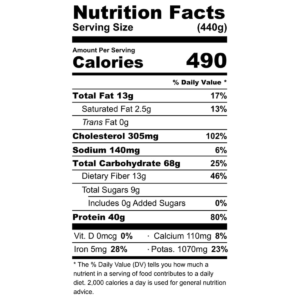 Nutrition Facts
Serving Size (440g)
Amount Per Serving
Calories 490
% Daily Value *
Total Fat 13g 17%
Saturated Fat 2.5g 13%
Trans Fat 0g
Cholesterol 305mg 102%
Sodium 140mg 6%
Total Carbohydrate 68g 25%
Dietary Fiber 13g 46%
Total Sugars 9g
Includes 0g Added Sugars 0%
Protein 40g 80%
Vit. D 0mcg 0% · Calcium 110mg 8%
Iron 5mg 28% · Potas. 1070mg 23%
* The % Daily Value (DV) tells you how much a
nutrient in a serving of food contributes to a daily
diet. 2,000 calories a day is used for general nutrition
advice.